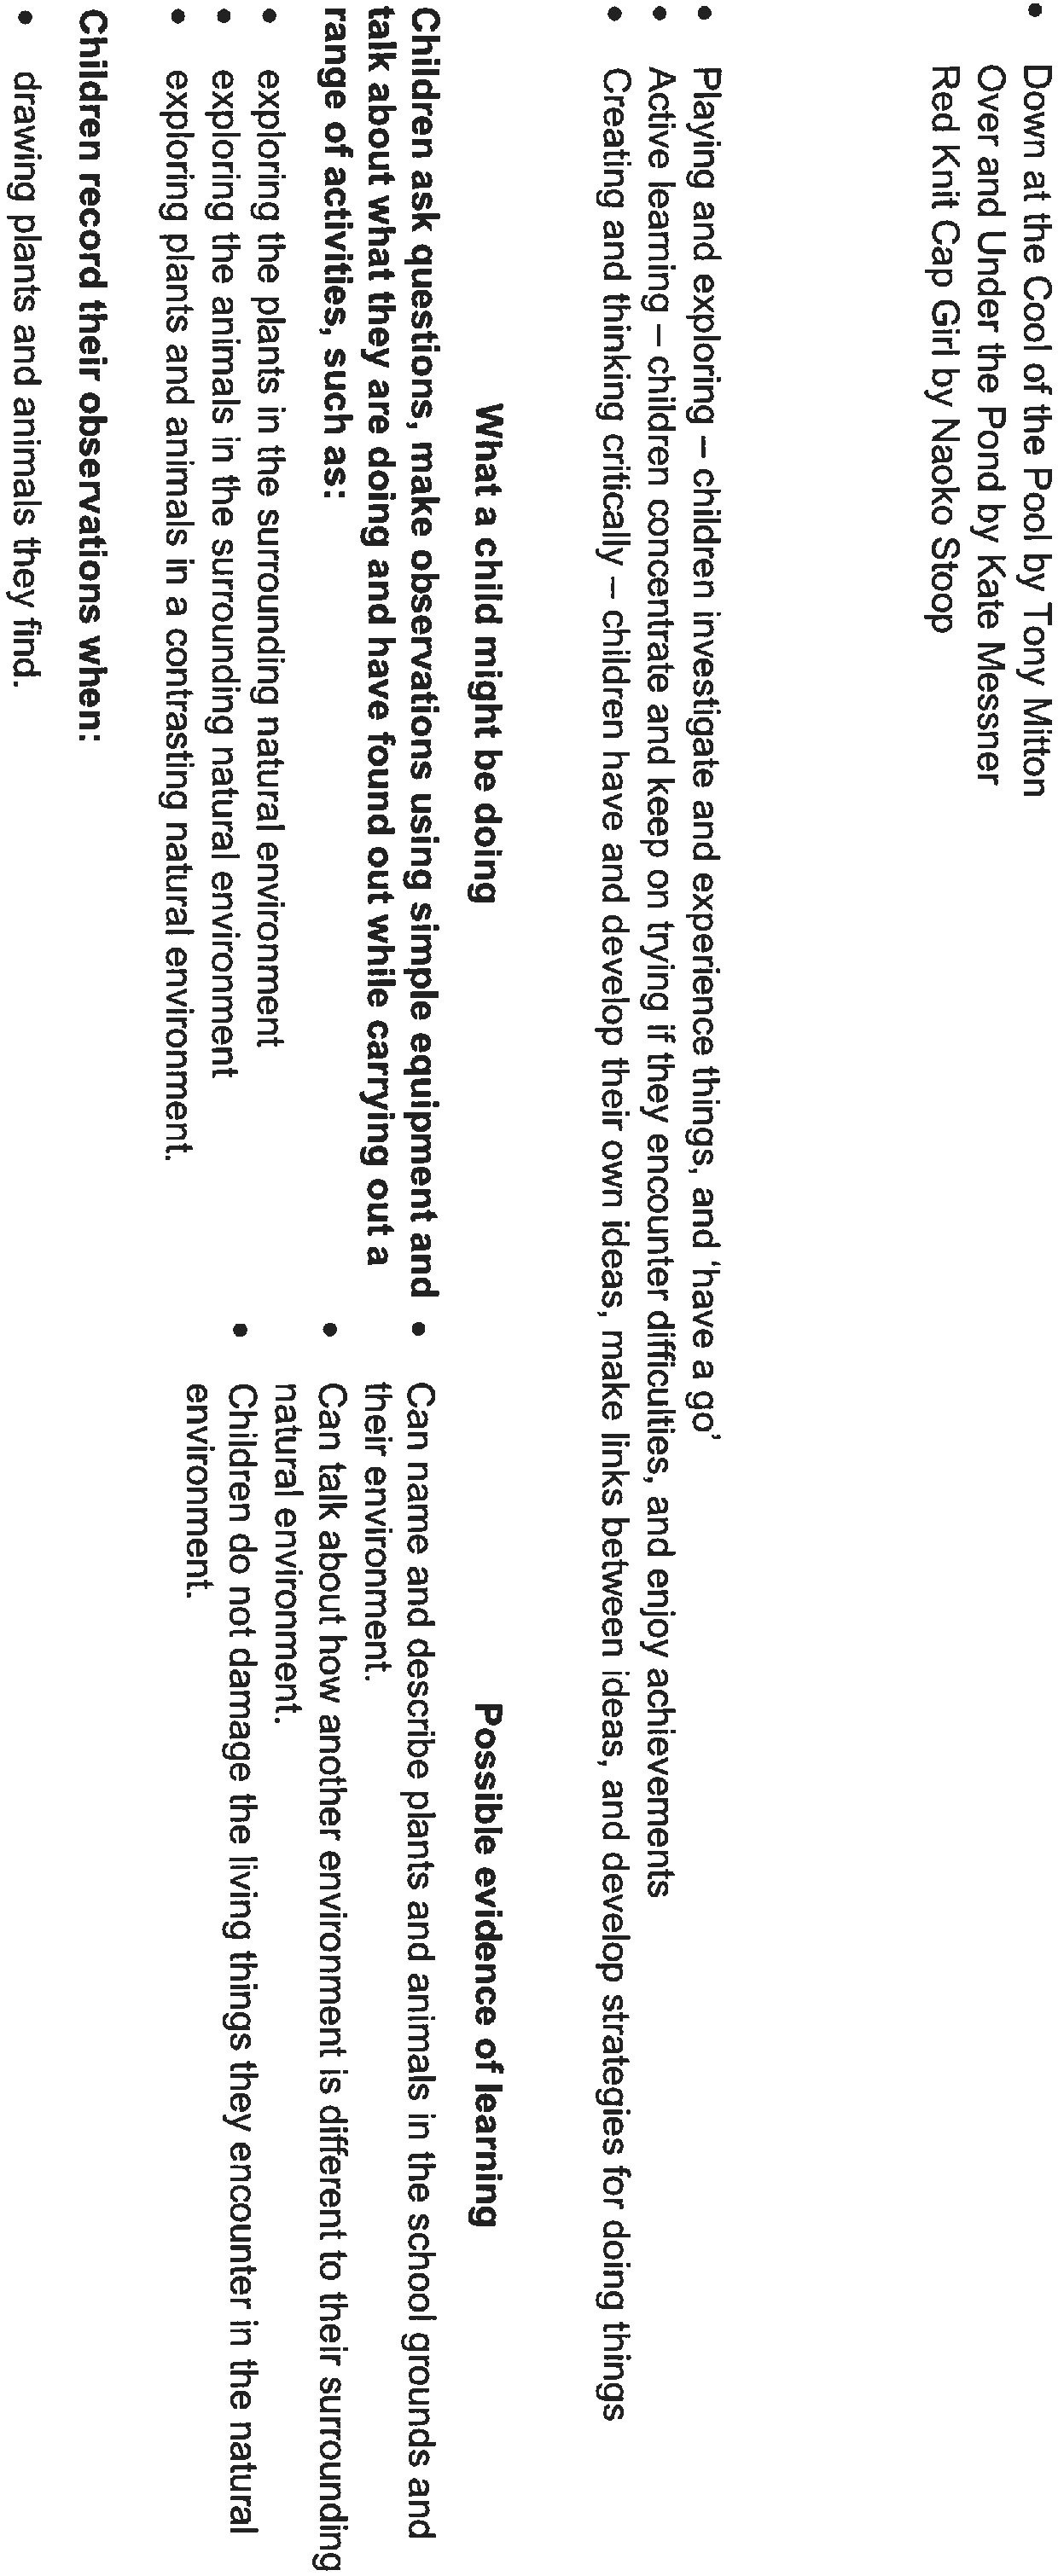 • Down at the Cool of the Pool by Tony Mitton
Over and Under the Pond by Kate Messner
Red Knit Cap Girl by Naoko Stoop
• Playing and exploring – children investigate and experience things, and ‘have a go’
• Active learning – children concentrate and keep on trying if they encounter difficulties, and enjoy achievements
• Creating and thinking critically – children have and develop their own ideas, make links between ideas, and develop strategies for doing things
What a child might be doing
Children ask questions, make observations using simple equipment and
talk about what they are doing and have found out while carrying out a
range of activities, such as:
• exploring the plants in the surrounding natural environment
• exploring the animals in the surrounding natural environment
• exploring plants and animals in a contrasting natural environment.
Children record their observations when:
• drawing plants and animals they find.
Possible evidence of learning
• Can name and describe plants and animals in the school grounds and
their environment.
• Can talk about how another environment is different to their surrounding
natural environment.
• Children do not damage the living things they encounter in the natural
environment.